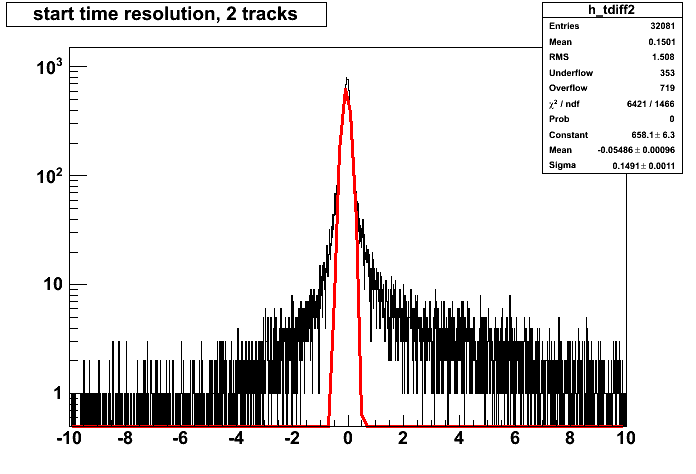 start time resolution, 2 tracks
h_tdiff2
Entries 32081
Mean 0.1501
RMS 1.508
Underflow 353
Overflow 719
χ² / ndf 6421 / 1466
Prob 0
Constant 658.1 ± 6.3
Mean -0.05486 ± 0.00096
Sigma 0.1491 ± 0.0011
10³
10²
10
1
-10 -8 -6 -4 -2 0 2 4 6 8 10